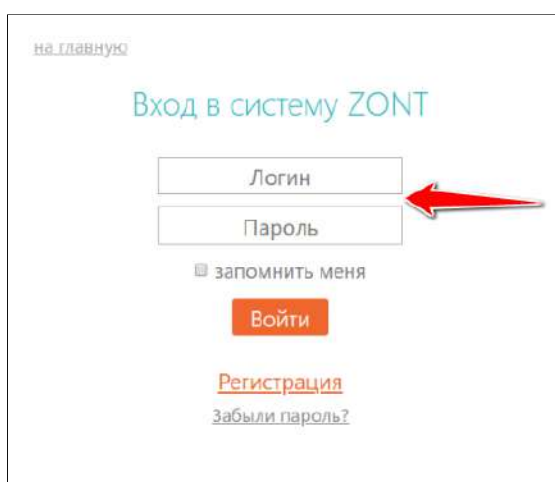 на главную
Вход в систему ZONT
Логин
Пароль
запомнить меня
Войти
Регистрация
Забыли пароль?